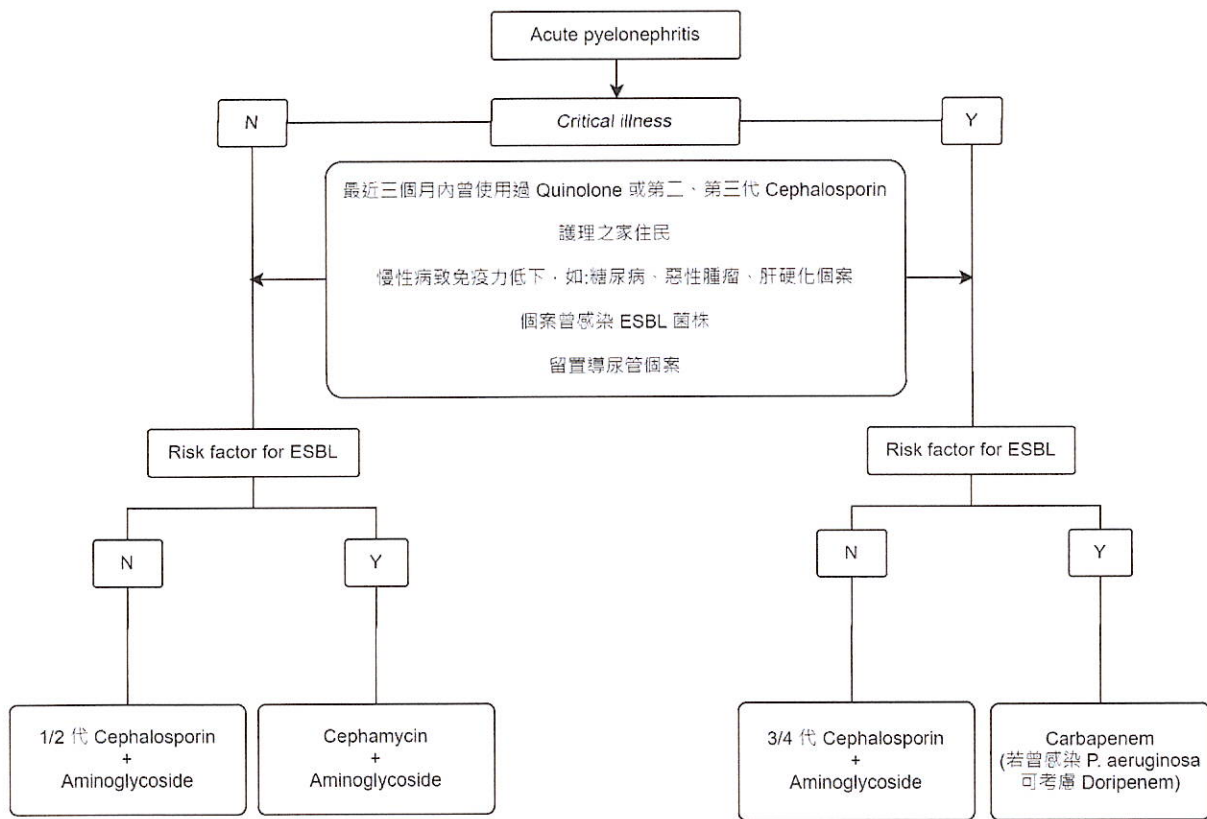 Acute pyelonephritis
N
Critical illness
Y
最近三個月內曾使用過 Quinolone 或第二、第三代 Cephalosporin
護理之家住民
慢性病致免疫力低下，如:糖尿病、惡性腫瘤、肝硬化個案
個案曾感染 ESBL 菌株
留置導尿管個案
Risk factor for ESBL
Risk factor for ESBL
N
Y
N
Y
1/2 代 Cephalosporin
+
Aminoglycoside
Cephamycin
+
Aminoglycoside
3/4 代 Cephalosporin
+
Aminoglycoside
Carbapenem
(若曾感染 P. aeruginosa
可考慮 Doripenem)